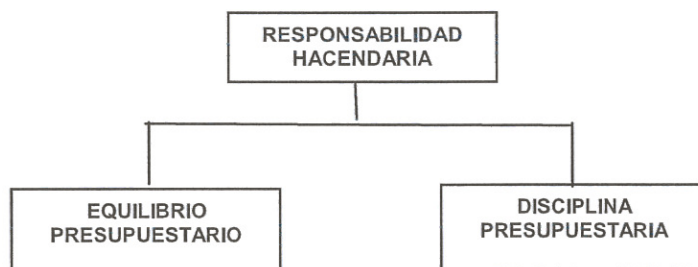 RESPONSABILIDAD
HACENDARIA
EQUILIBRIO
PRESUPUESTARIO
DISCIPLINA
PRESUPUESTARIA